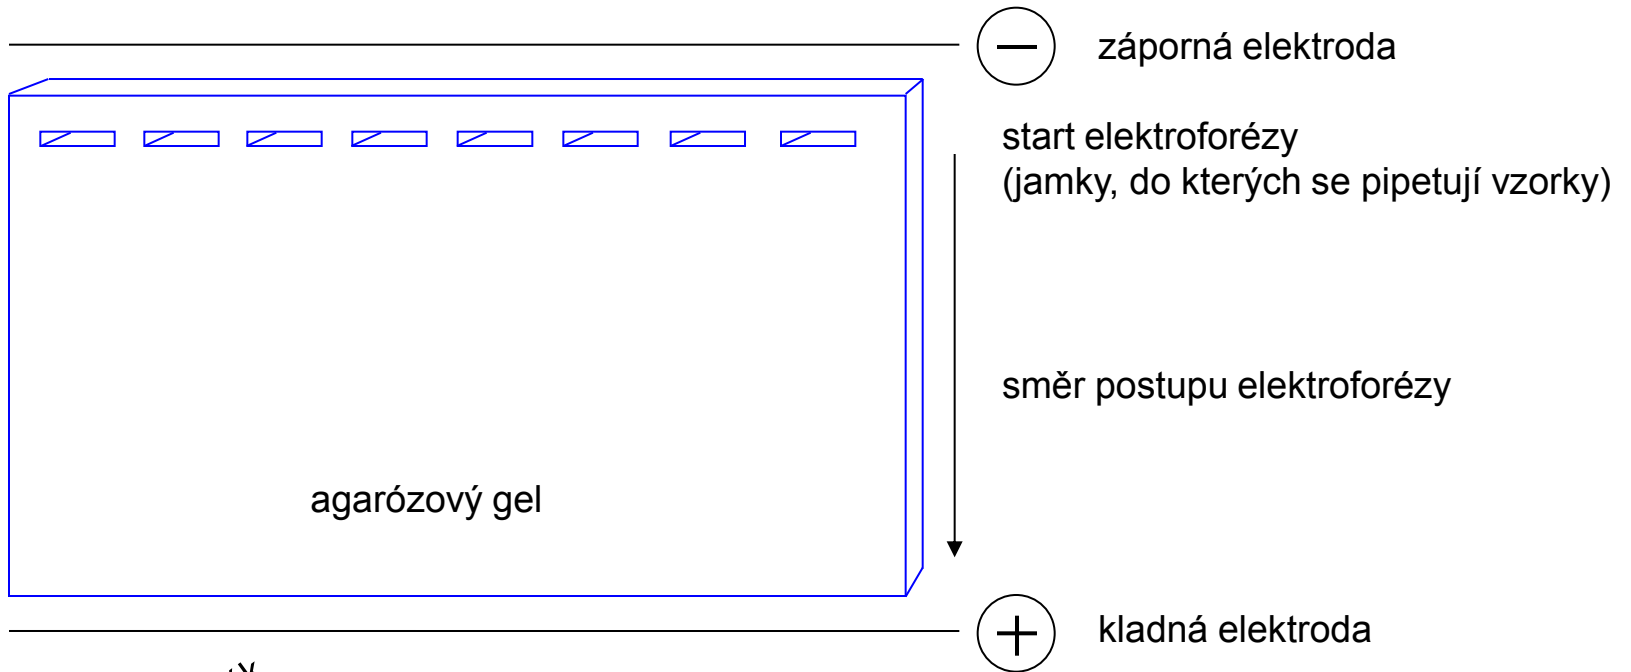 záporná elektroda
start elektroforézy
(jamky, do kterých se pipetují vzorky)
směr postupu elektroforézy
agarózový gel
kladná elektroda